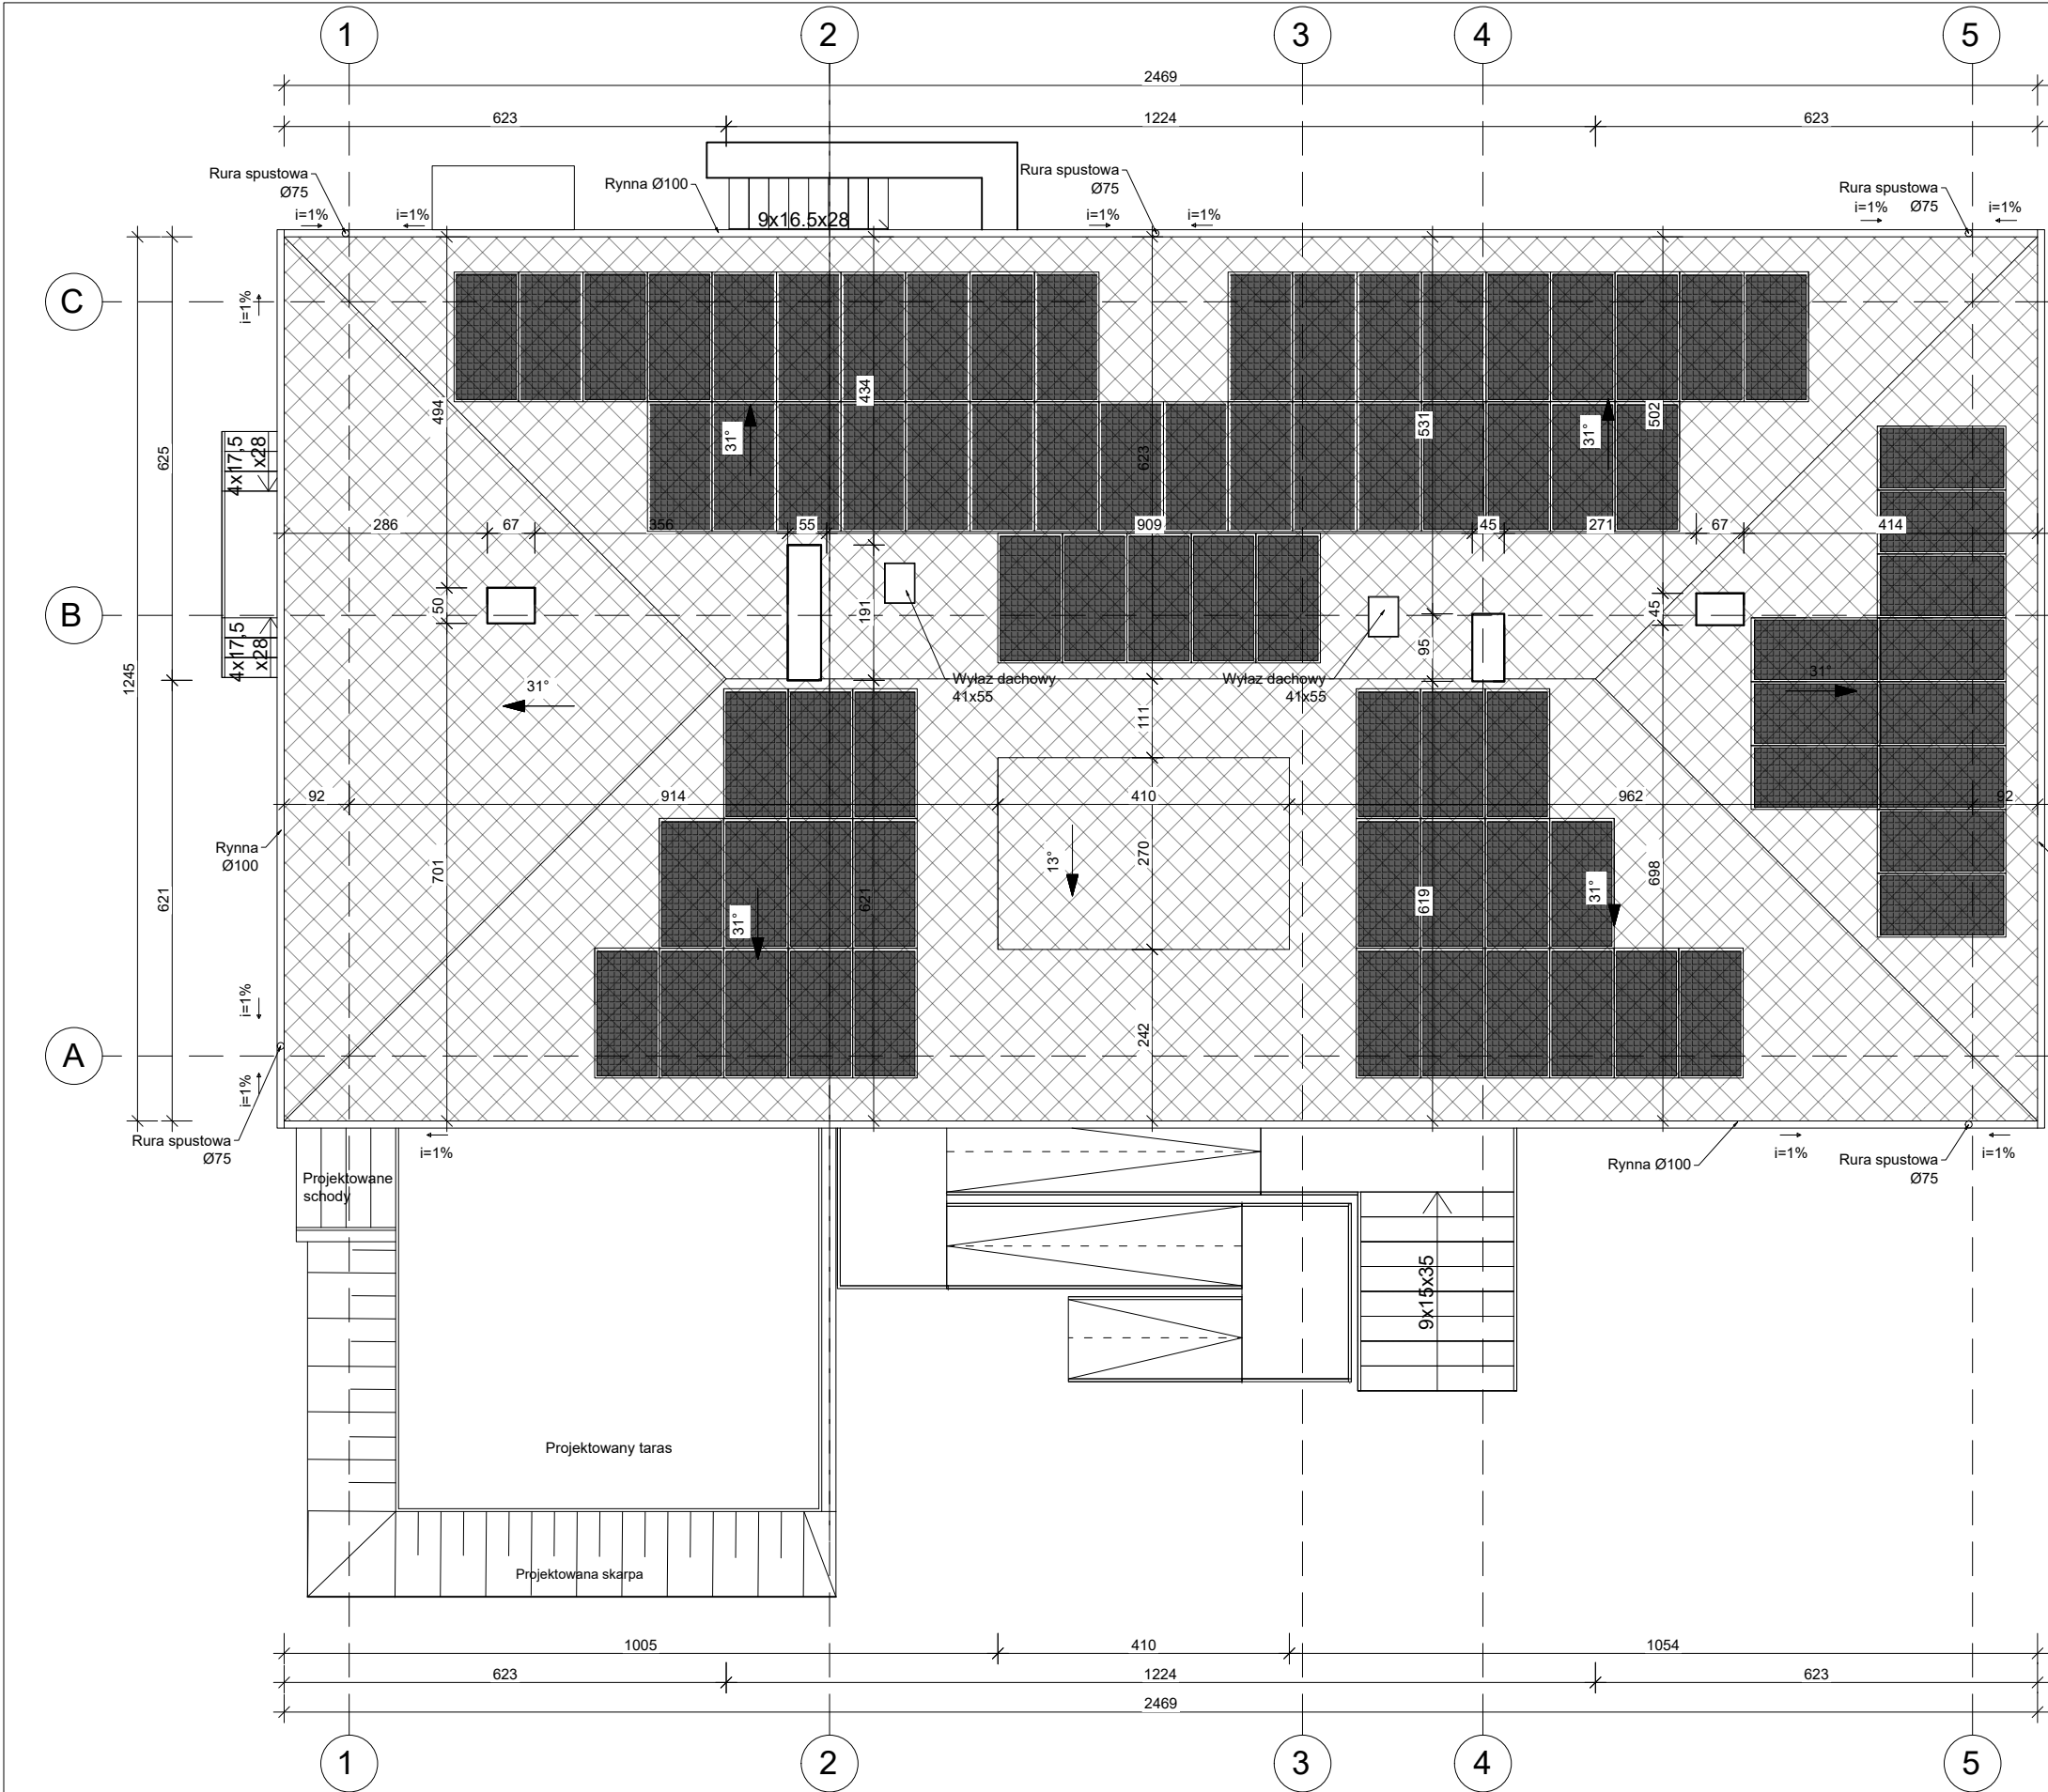 1 2 3 4 5
2469
623 1224 623
Rura spustowa
Ø75
Rynna Ø100
Rura spustowa
Ø75
Rura spustowa
Ø75
i=1% i=1% 9x16.5x28 i=1% i=1% i=1% i=1%
C
i=1%
494 434 531 502
625 4x17,5
x28
31° 623 31°
286 67 356 55 909 45 271 67 414
B
50 191 95 45
4x17,5
x28
1245
31°
Wyłaz dachowy
41x55
Wyłaz dachowy
41x55
31°
111
92 914 410 962 92
Rynna
Ø100
701 13° 270 698
621 31° 621 619 31°
i=1%
242
A
i=1%
Rura spustowa
Ø75
i=1%
Rynna Ø100
i=1%
Rura spustowa
Ø75
i=1%
Projektowane
schody
9x15x35
Projektowany taras
Projektowana skarpa
1005 410 1054
623 1224 623
2469
1 2 3 4 5